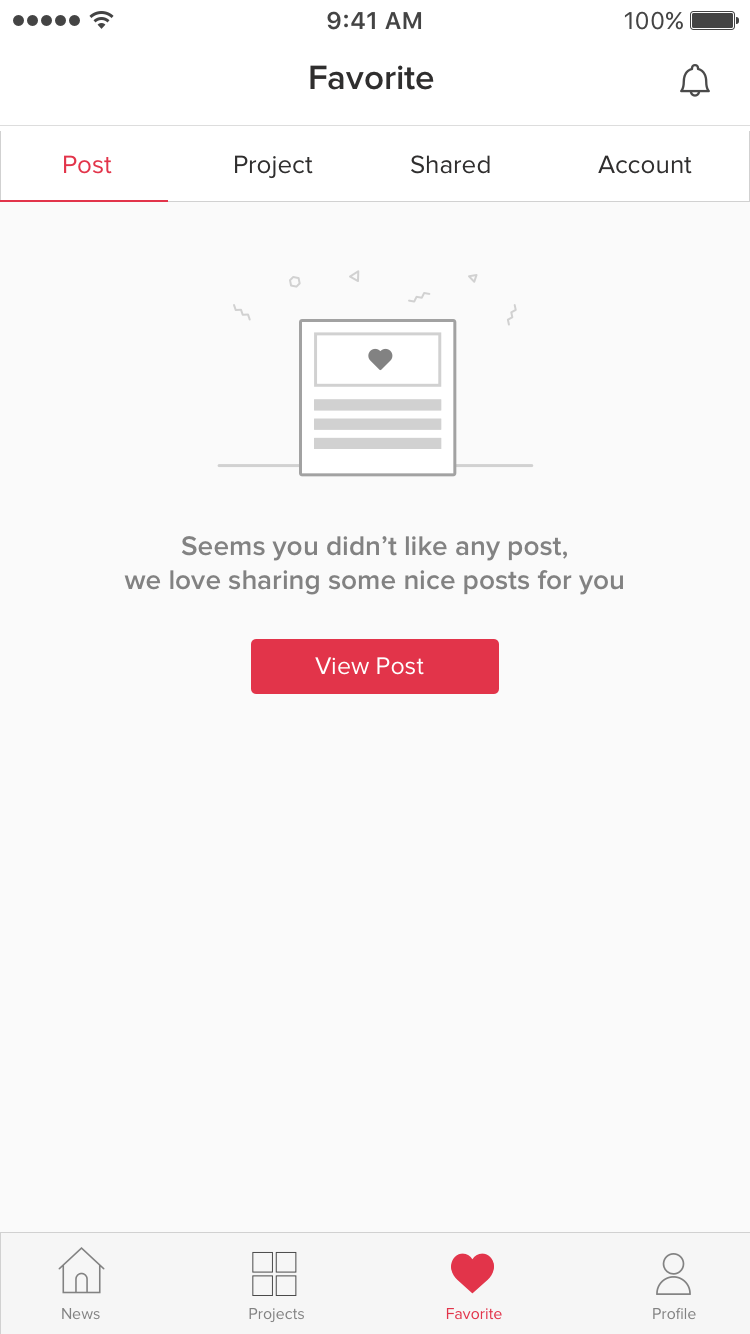 9:41 AM 100%
Favorite
Post Project Shared Account
Seems you didn’t like any post,
we love sharing some nice posts for you
View Post
News Projects Favorite Profile